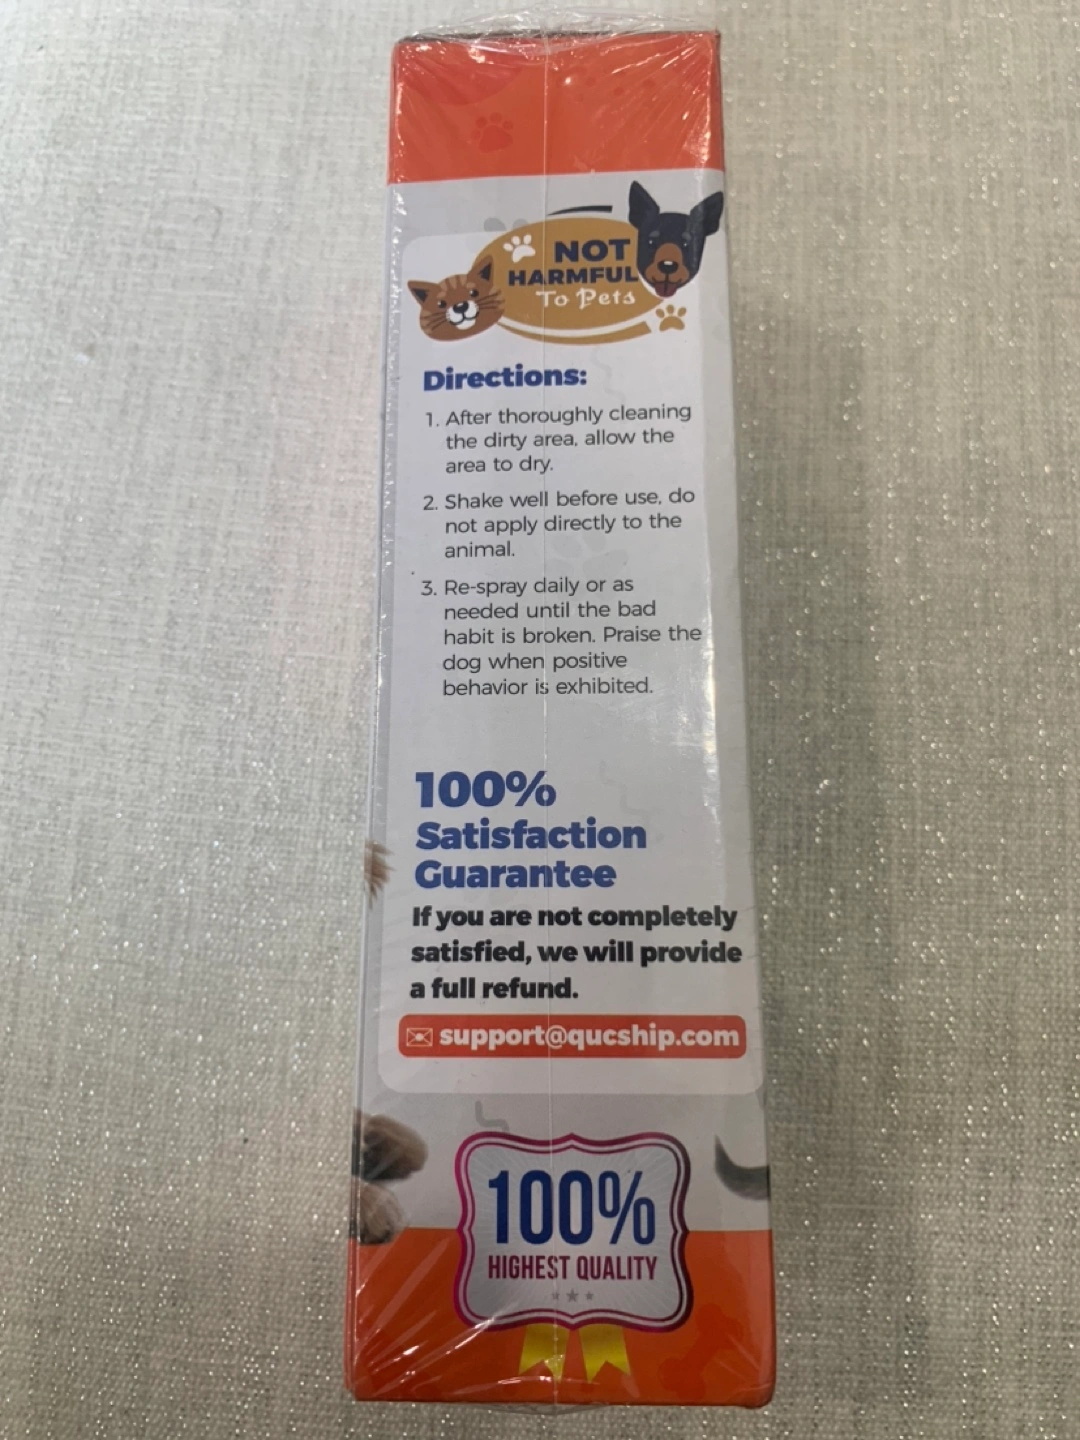 NOT
HARMFUL
To Pets
Directions:
1. After thoroughly cleaning
the dirty area, allow the
area to dry.
2. Shake well before use, do
not apply directly to the
animal.
3. Re-spray daily or as
needed until the bad
habit is broken. Praise the
dog when positive
behavior is exhibited.
100%
Satisfaction
Guarantee
If you are not completely
satisfied, we will provide
a full refund.
support@qucship.com
100%
HIGHEST QUALITY